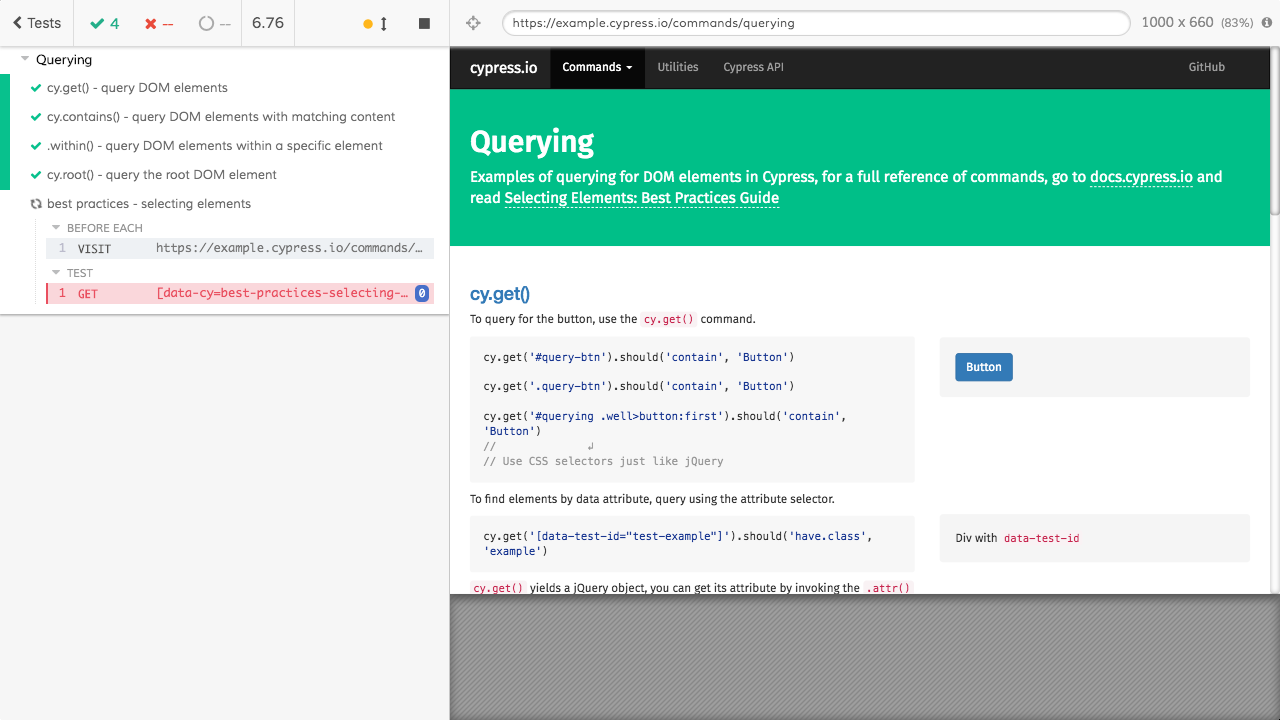 Tests
4
--
--
6.76
https://example.cypress.io/commands/querying
1000 x 660 (83%)
Querying
cy.get() - query DOM elements
cy.contains() - query DOM elements with matching content
.within() - query DOM elements within a specific element
cy.root() - query the root DOM element
best practices - selecting elements
BEFORE EACH
1 VISIT https://example.cypress.io/commands/…
TEST
1 GET [data-cy=best-practices-selecting-… 0
cypress.io Commands Utilities Cypress API GitHub
Querying
Examples of querying for DOM elements in Cypress, for a full reference of commands, go to docs.cypress.io and
read Selecting Elements: Best Practices Guide
cy.get()
To query for the button, use the cy.get() command.
cy.get('#query-btn').should('contain', 'Button')
cy.get('.query-btn').should('contain', 'Button')
cy.get('#querying .well>button:first').should('contain',
'Button')
// ↲
// Use CSS selectors just like jQuery
Button
To find elements by data attribute, query using the attribute selector.
cy.get('[data-test-id="test-example"]').should('have.class',
'example')
Div with data-test-id
cy.get() yields a jQuery object, you can get its attribute by invoking the .attr()